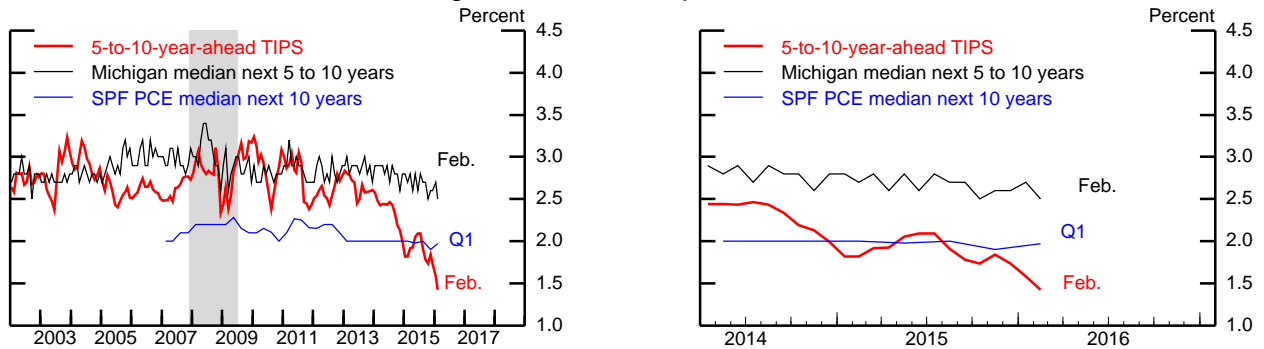 Percent
4.5
5-to-10-year-ahead TIPS
Michigan median next 5 to 10 years
4.0
SPF PCE median next 10 years
3.5
Feb.
3.0
2.5
Q1
2.0
Feb.
1.5
1.0
2003 2005 2007 2009 2011 2013 2015 2017
Percent
4.5
5-to-10-year-ahead TIPS
Michigan median next 5 to 10 years
4.0
SPF PCE median next 10 years
3.5
3.0
Feb.
2.5
Q1
2.0
Feb.
1.5
1.0
2014 2015 2016